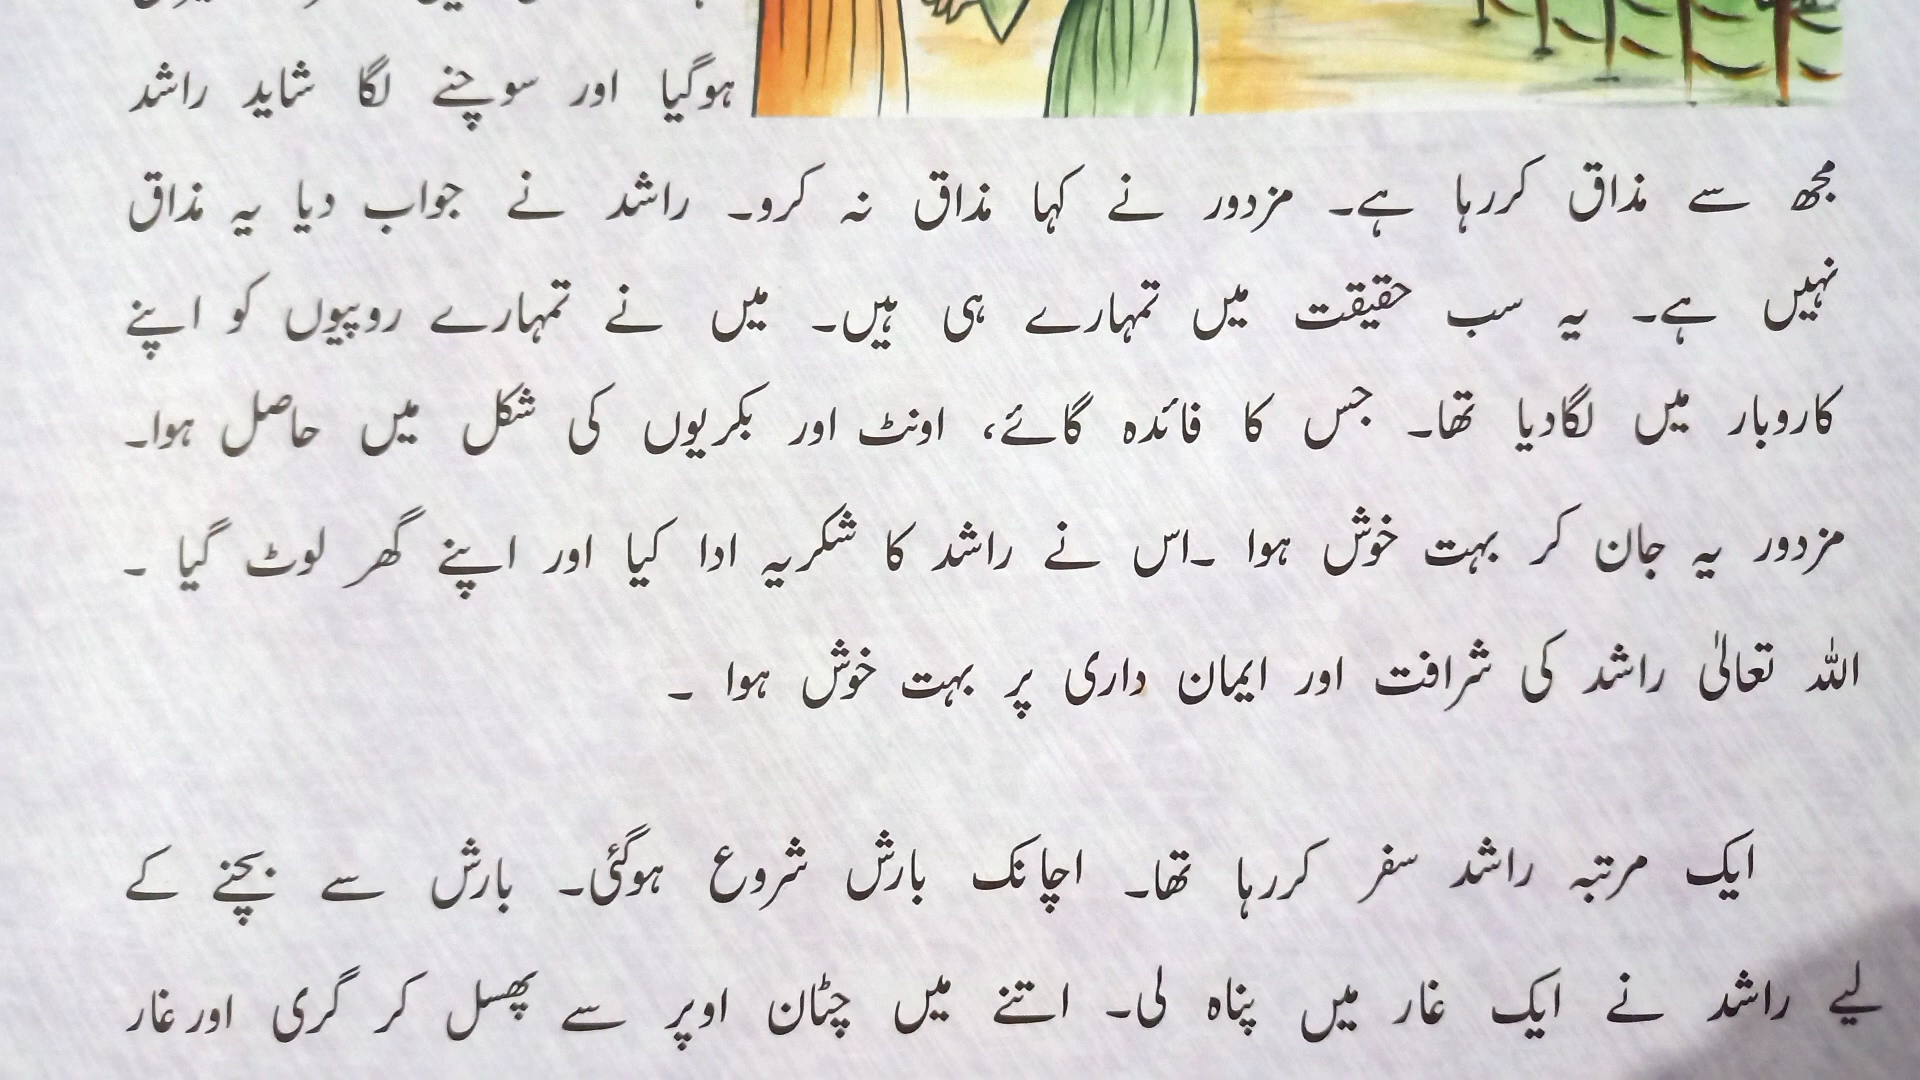 ہوگیا اور سوچنے لگا شاید راشد
مجھ سے مذاق کررہا ہے۔ مزدور نے کہا مذاق نہ کرو۔ راشد نے جواب دیا یہ مذاق
نہیں ہے۔ یہ سب حقیقت میں تمہارے ہی ہیں۔ میں نے تمہارے روپیوں کو اپنے
کاروبار میں لگادیا تھا۔ جس کا فائدہ گائے، اونٹ اور بکریوں کی شکل میں حاصل ہوا۔
مزدور یہ جان کر بہت خوش ہوا ۔اس نے راشد کا شکریہ ادا کیا اور اپنے گھر لوٹ گیا ۔
اللہ تعالیٰ راشد کی شرافت اور ایمان داری پر بہت خوش ہوا ۔
ایک مرتبہ راشد سفر کررہا تھا۔ اچانک بارش شروع ہوگئی۔ بارش سے بچنے کے
لیے راشد نے ایک غار میں پناہ لی۔ اتنے میں چٹان اوپر سے پھسل کر گری اور غار